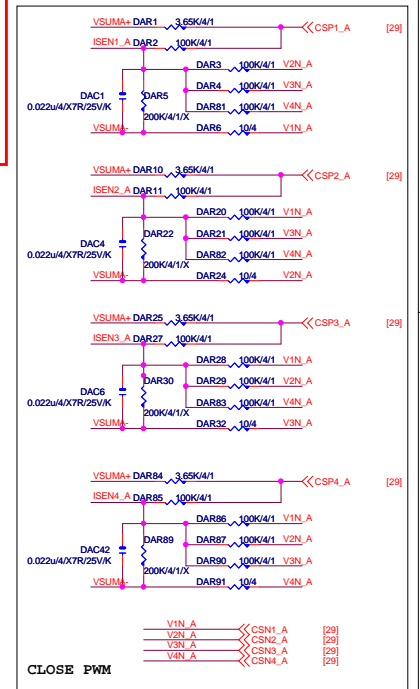 VSUMA+ DAR1 3.65K/4/1 CSP1_A [29]
ISEN1_A DAR2 100K/4/1
DAR3 100K/4/1 V2N_A
DAR4 100K/4/1 V3N_A
DAC1 DAR5 DAR81 100K/4/1 V4N_A
0.022u/4/X7R/25V/K 200K/4/1/X
VSUMA- DAR6 10/4 V1N_A
VSUMA+ DAR10 3.65K/4/1 CSP2_A [29]
ISEN2_A DAR11 100K/4/1
DAR20 100K/4/1 V1N_A
DAR22 DAR21 100K/4/1 V3N_A
DAC4 DAR82 100K/4/1 V4N_A
0.022u/4/X7R/25V/K 200K/4/1/X
VSUMA- DAR24 10/4 V2N_A
VSUMA+ DAR25 3.65K/4/1 CSP3_A [29]
ISEN3_A DAR27 100K/4/1
DAR28 100K/4/1 V1N_A
DAR30 DAR29 100K/4/1 V2N_A
DAC6 DAR83 100K/4/1 V4N_A
0.022u/4/X7R/25V/K 200K/4/1/X
VSUMA- DAR32 10/4 V3N_A
VSUMA+ DAR84 3.65K/4/1 CSP4_A [29]
ISEN4_A DAR85 100K/4/1
DAR86 100K/4/1 V1N_A
DAR89 DAR87 100K/4/1 V2N_A
DAC42 DAR90 100K/4/1 V3N_A
0.022u/4/X7R/25V/K 200K/4/1/X
VSUMA- DAR91 10/4 V4N_A
V1N_A CSN1_A [29]
V2N_A CSN2_A [29]
V3N_A CSN3_A [29]
V4N_A CSN4_A [29]
CLOSE PWM